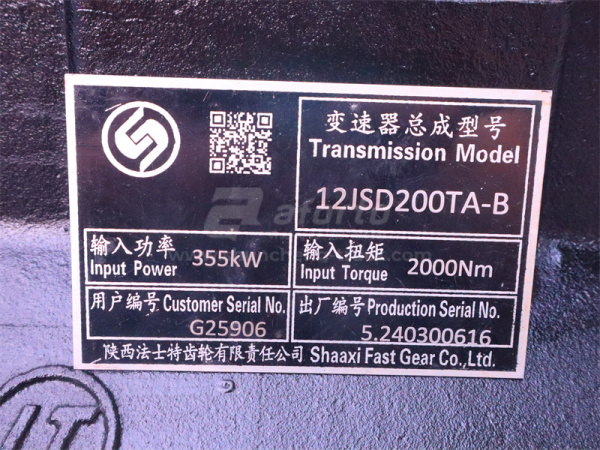 变速器总成型号
Transmission Model
12JSD200TA-B
输入功率
Input Power
355kW
输入扭矩
Input Torque
2000Nm
用户编号 Customer Serial No.
G25906
出厂编号 Production Serial No.
5.240300616
陕西法士特齿轮有限责任公司 Shaaxi Fast Gear Co.,Ltd.
aforto